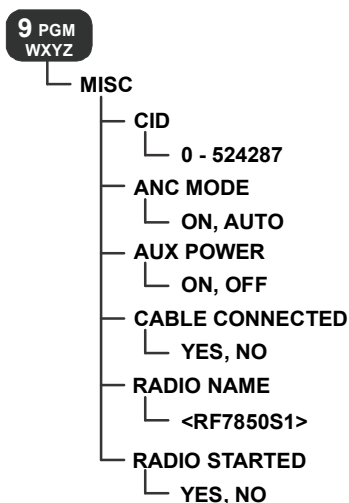 9 PGM
WXYZ
MISC
CID
0 - 524287
ANC MODE
ON, AUTO
AUX POWER
ON, OFF
CABLE CONNECTED
YES, NO
RADIO NAME
<RF7850S1>
RADIO STARTED
YES, NO